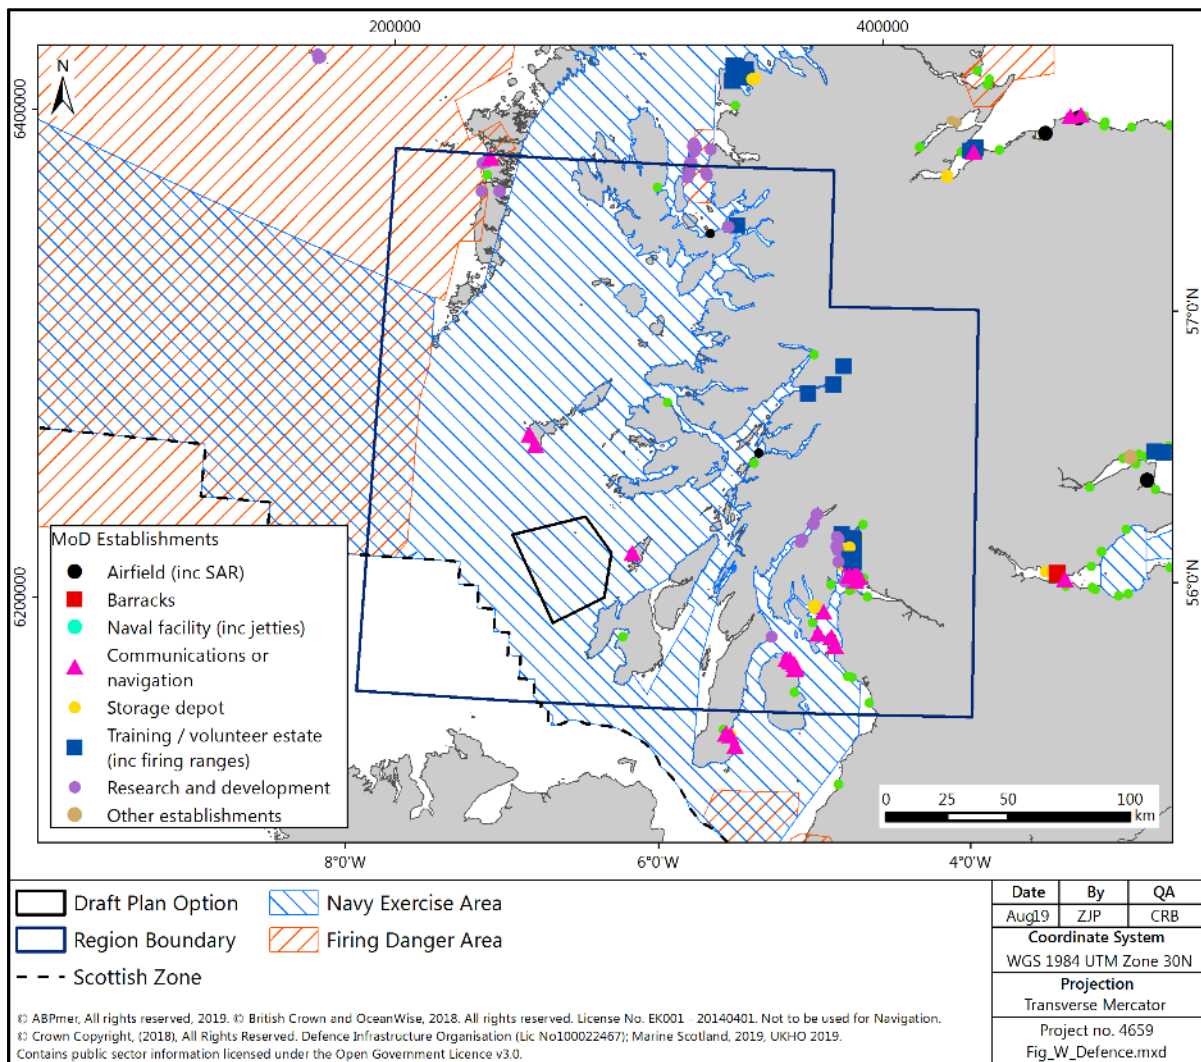 200000
400000
N
6400000
6200000
57°0'N
56°0'N
MoD Establishments
Airfield (inc SAR)
Barracks
Naval facility (inc jetties)
Communications or
navigation
Storage depot
Training / volunteer estate
(inc firing ranges)
Research and development
Other establishments
0
50
100
km
8°0'W
6°0'W
4°0'W
Draft Plan Option
Navy Exercise Area
Region Boundary
Firing Danger Area
Scottish Zone
Date By QA
Aug19 ZJP CRB
Coordinate System
WGS 1984 UTM Zone 30N
Projection
Transverse Mercator
Project no. 4659
Fig_W_Defence.mxd
© ABPmer, All rights reserved, 2019. © British Crown and OceanWise, 2018. All rights reserved. License No. EK001 - 20140401. Not to be used for Navigation.
© Crown Copyright, (2018), All Rights Reserved. Defence Infrastructure Organisation (Lic No100022467); Marine Scotland, 2019, UKHO 2019.
Contains public sector information licensed under the Open Government Licence v3.0.